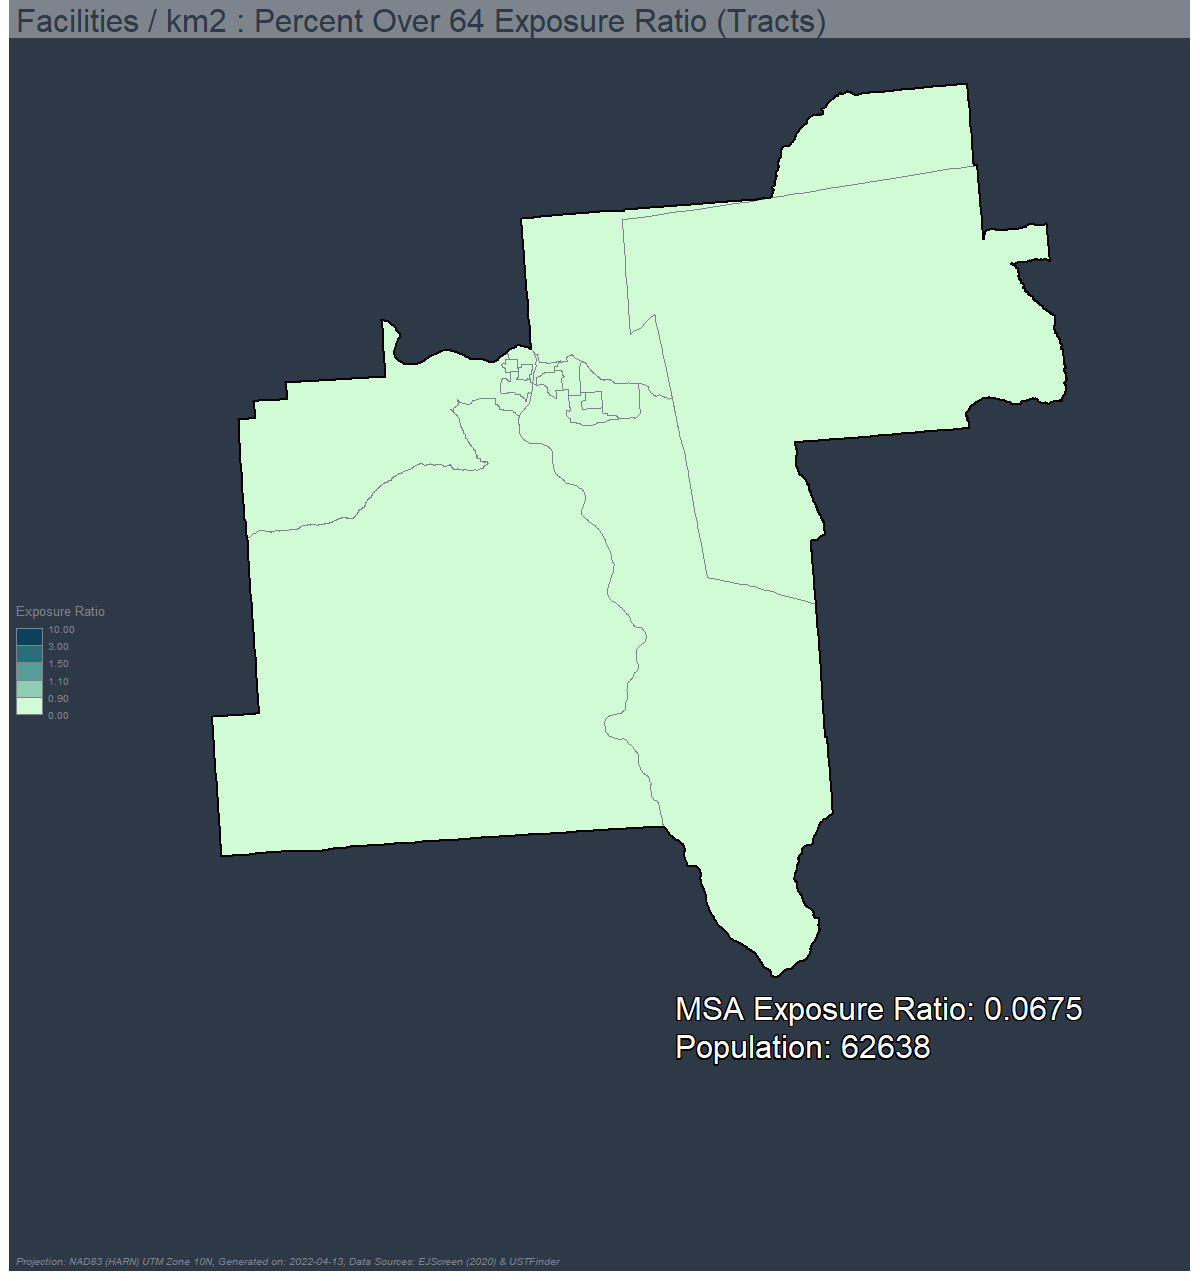 Facilities / km2 : Percent Over 64 Exposure Ratio (Tracts)
Exposure Ratio
10.00
3.00
1.50
1.10
0.90
0.00
MSA Exposure Ratio: 0.0675
Population: 62638
Projection: NAD83 (HARN) UTM Zone 10N, Generated on: 2022-04-13, Data Sources: EJScreen (2020) & USTFinder